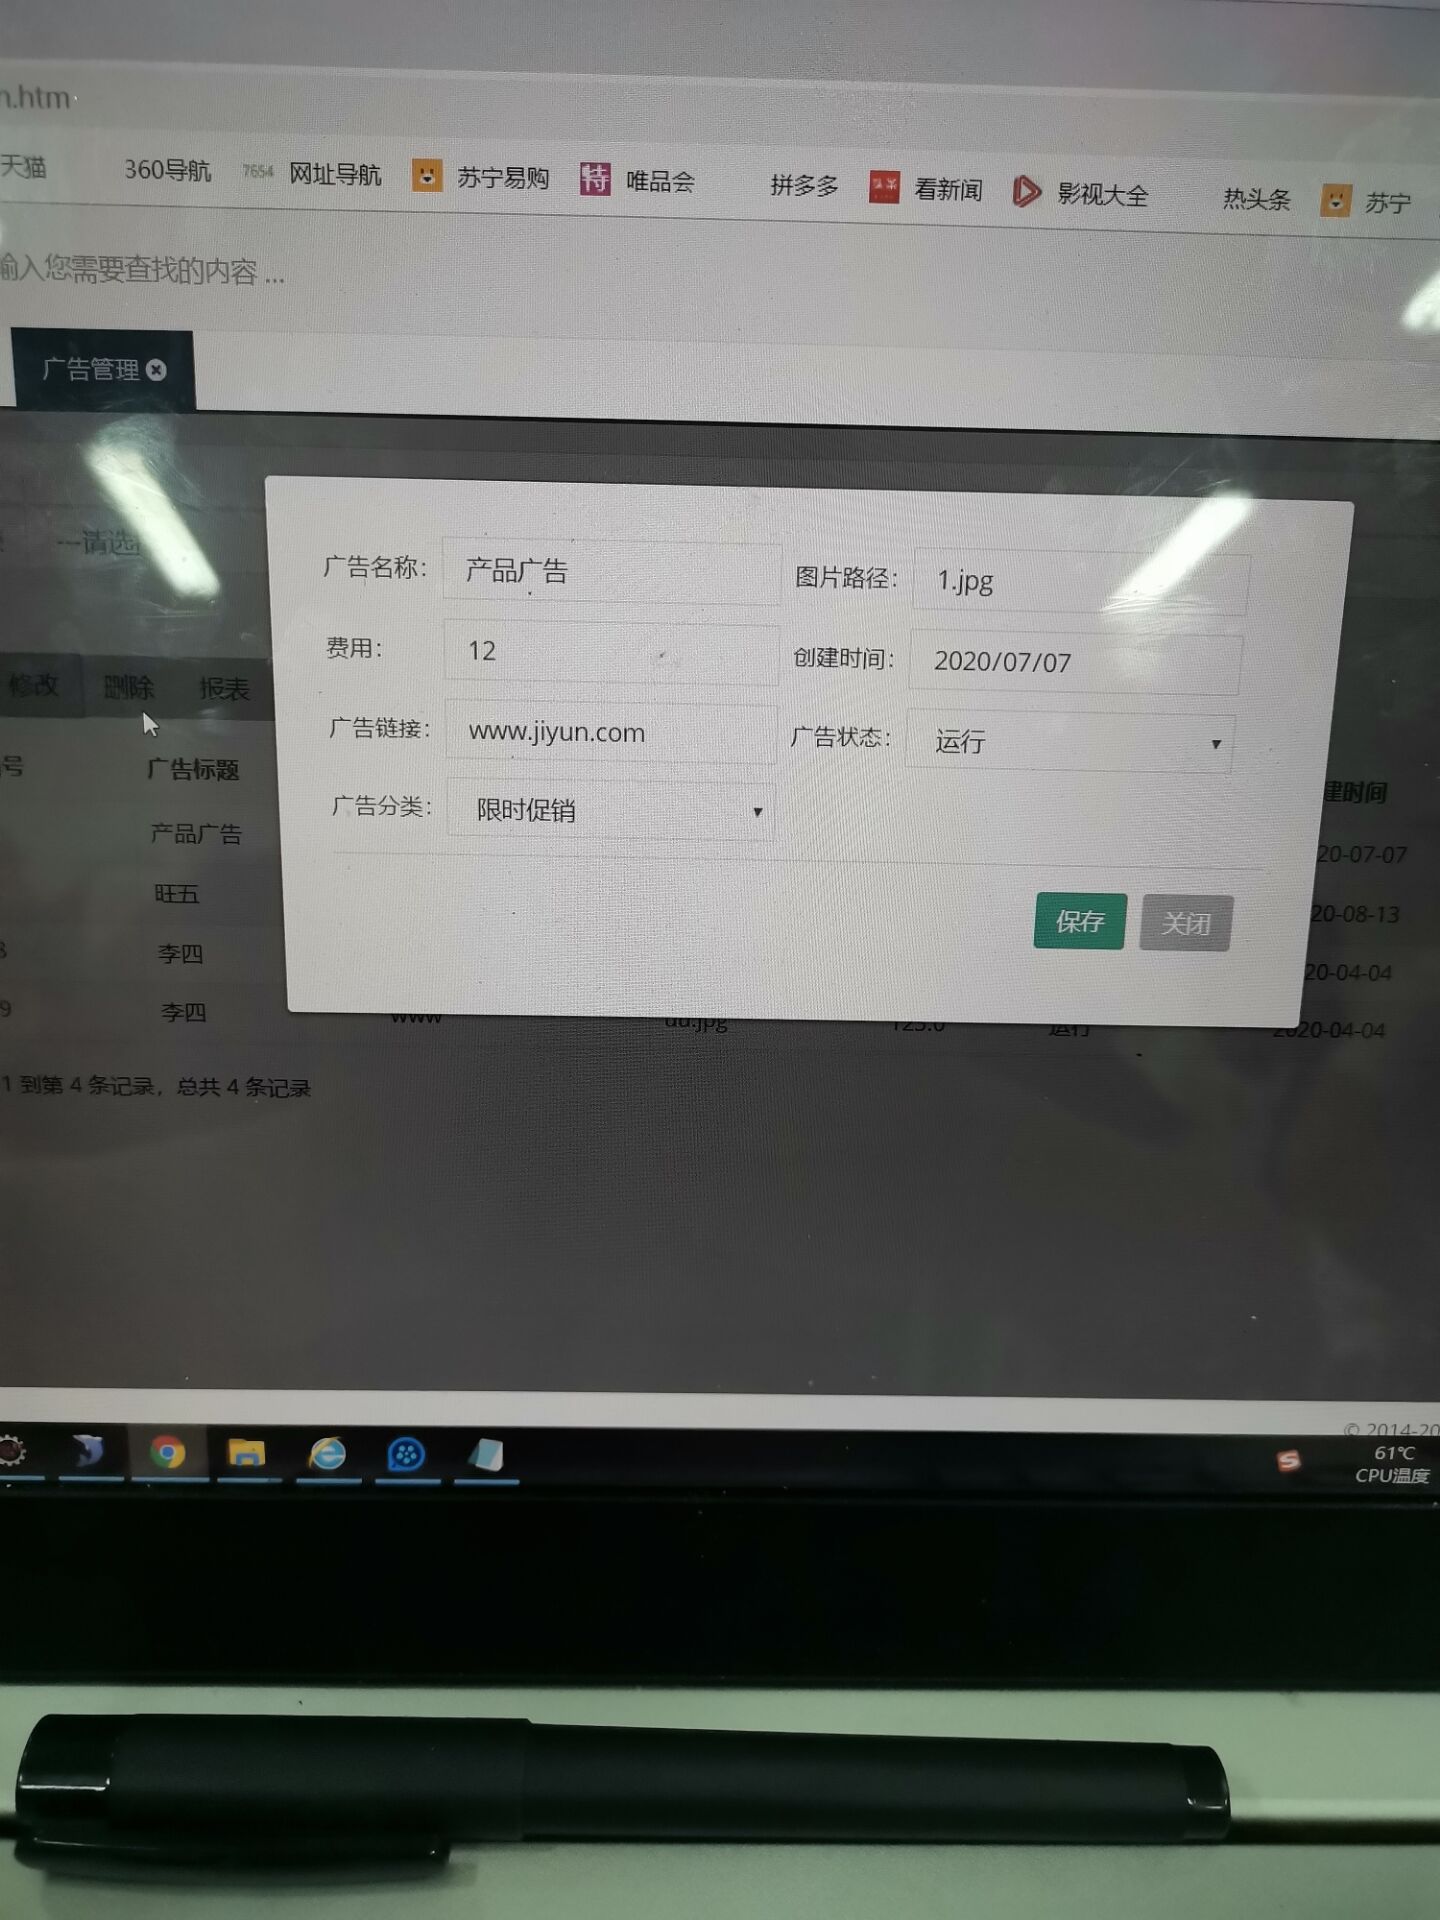 n.htm
天猫 360导航 7654 网址导航 苏宁易购 特 唯品会 拼多多 看新闻 影视大全 热头条 苏宁
输入您需要查找的内容 ...
广告管理
---请选
广告名称： 产品广告 图片路径： 1.jpg
费用： 12 创建时间： 2020/07/07
广告链接： www.jiyun.com 广告状态： 运行
广告分类： 限时促销
保存 关闭
修改 删除 报表
号 广告标题 建时间
产品广告 20-07-07
旺五 20-08-13
8 李四 20-04-04
9 李四 www uu.jpg 125.0 运行 2020-04-04
1 到第 4 条记录，总共 4 条记录
© 2014-20
61℃
CPU温度